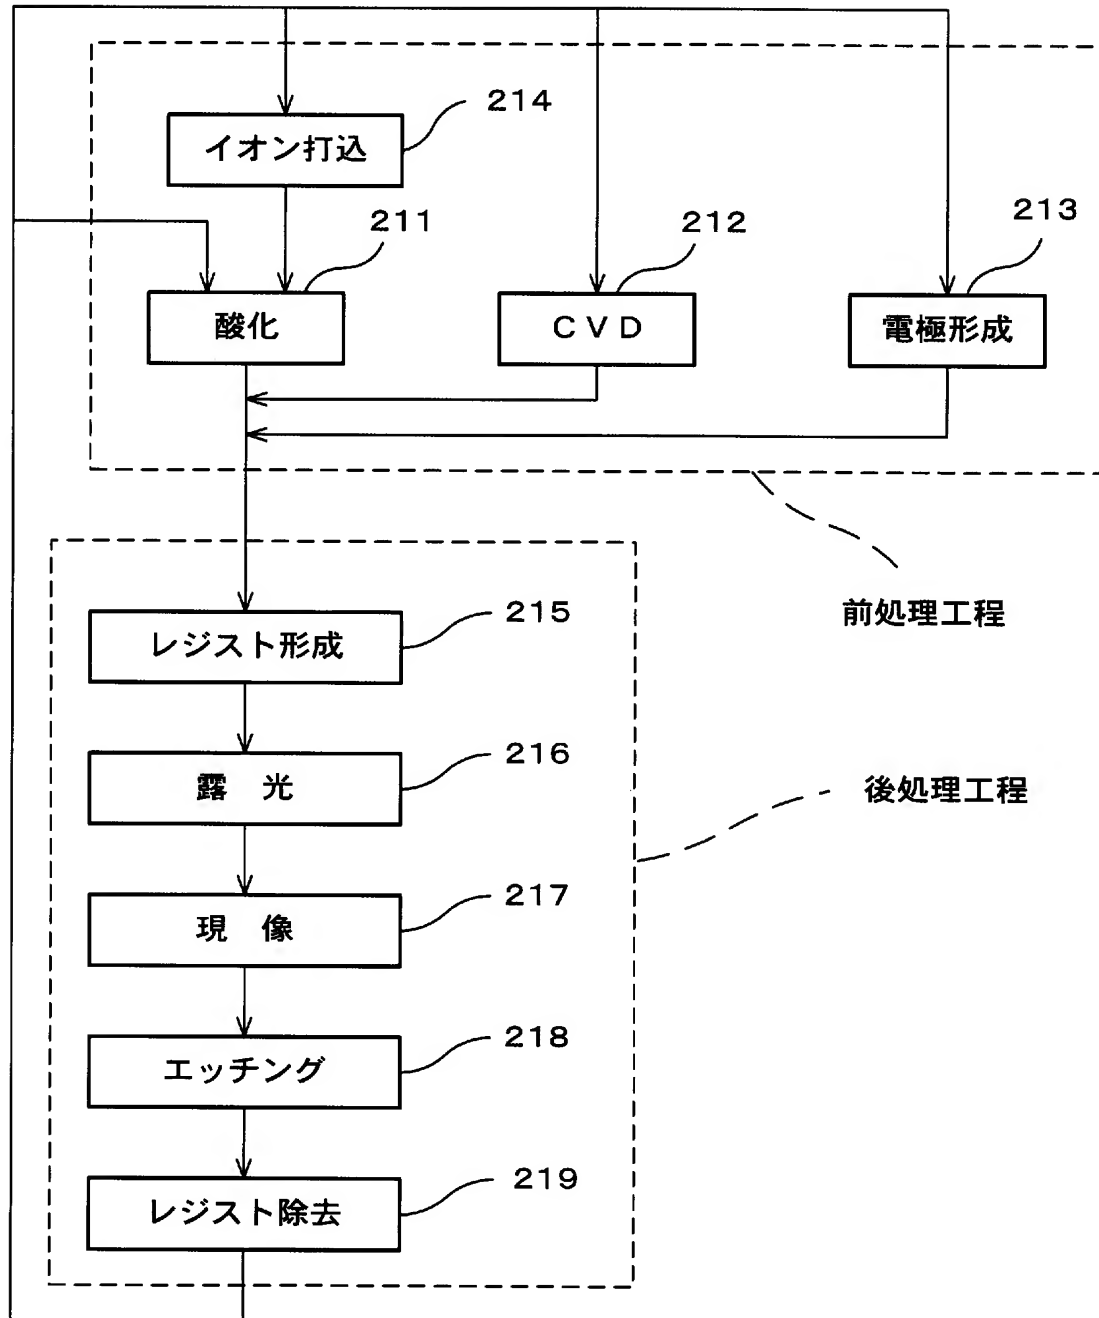 214
イオン打込
211
212
213
酸化
CVD
電極形成
前処理工程
215
レジスト形成
216
露 光
後処理工程
217
現 像
218
エッチング
219
レジスト除去